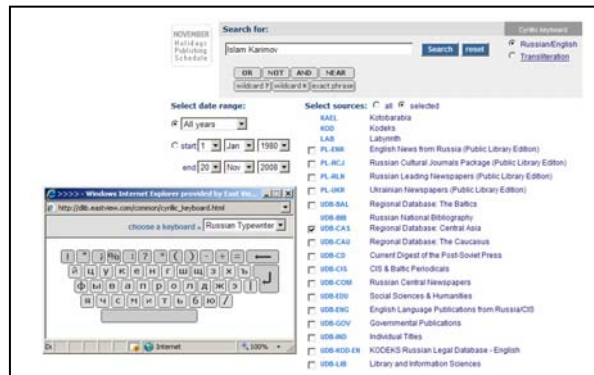 NOVEMBER
Holidays
Publishing
Schedule
Search for:
Cyrillic keyboard
Islam Karimov
Search reset
Russian/English
Transliteration
OR NOT AND NEAR
wildcard ? wildcard * exact phrase
Select date range:
All years
start 1 Jan 1980
end 20 Nov 2008
Select sources: all selected
KAEL Kotobarabia
KOD Kodeks
LAB Labyrinth
PL-ENR English News from Russia (Public Library Edition)
PL-RCJ Russian Cultural Journals Package (Public Library Edition)
PL-RLN Russian Leading Newspapers (Public Library Edition)
PL-UKR Ukrainian Newspapers (Public Library Edition)
UDB-BAL Regional Database: The Baltics
UDB-BIB Russian National Bibliography
UDB-CAS Regional Database: Central Asia
UDB-CAU Regional Database: The Caucasus
UDB-CD Current Digest of the Post-Soviet Press
UDB-CIS CIS & Baltic Periodicals
UDB-COM Russian Central Newspapers
UDB-EDU Social Sciences & Humanities
UDB-ENG English Language Publications from Russia/CIS
UDB-GOV Governmental Publications
UDB-IND Individual Titles
UDB-KOD-EN KODEKS Russian Legal Database - English
UDB-LIB Library and Information Sciences
>>>> - Windows Internet Explorer provided by East Vie...
http://dlib.eastview.com/common/cyrlic_keyboard.html
choose a keyboard » Russian Typewriter
! " ; % : ? * ( ) - + =
й ц у к е н г ш щ з х ъ
ф ы в а п р о л д ж э
я ч с м и т ь б ю /
Internet 100%